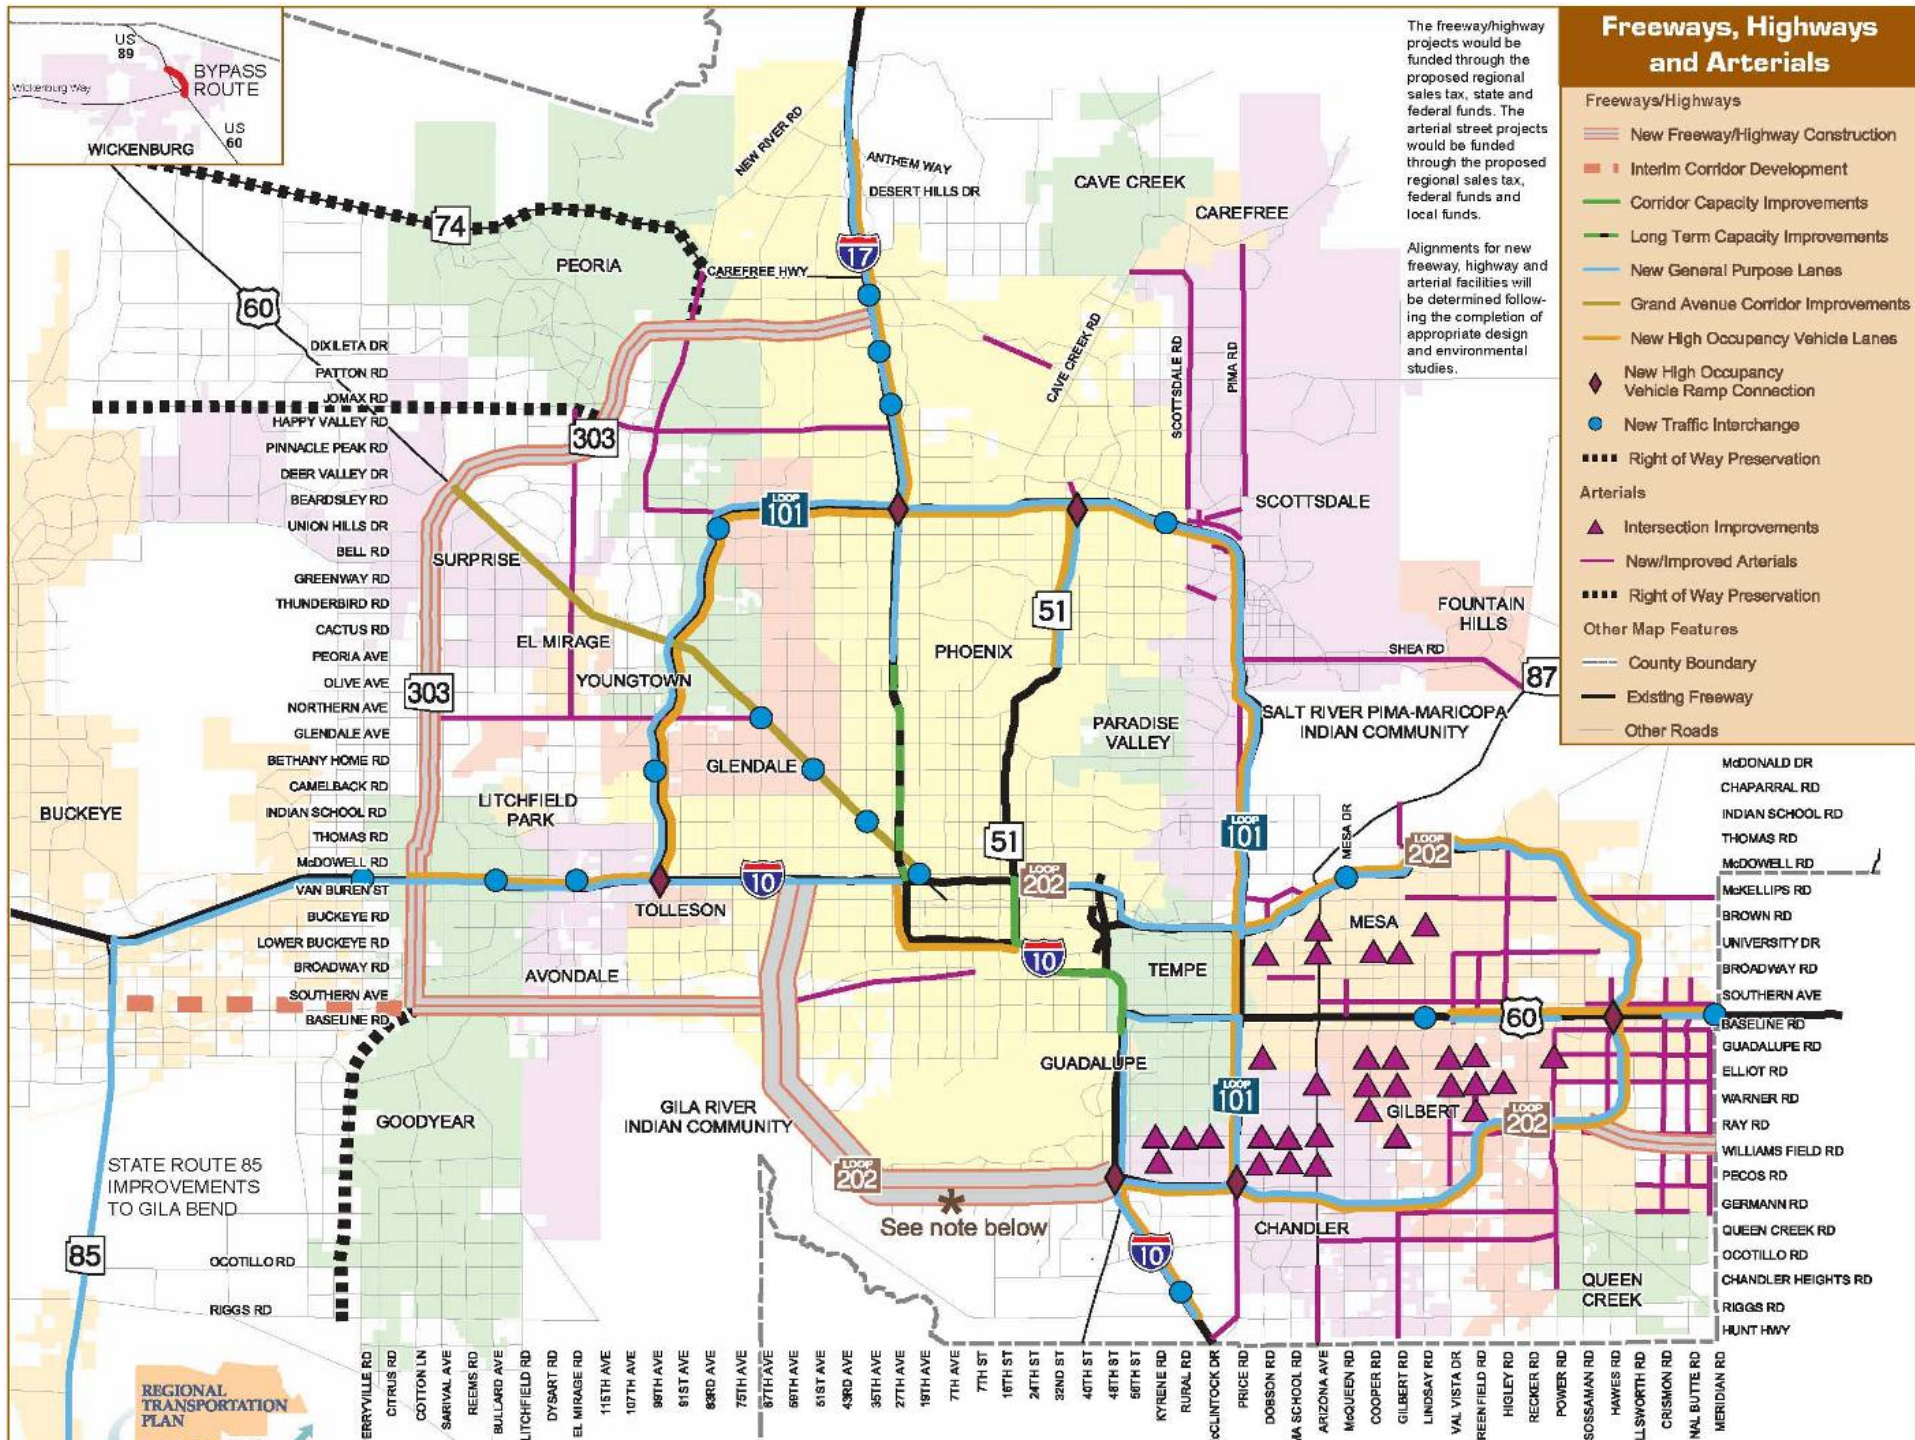 US
89
BYPASS
ROUTE
Wickenburg Way
US
60
WICKENBURG
The freeway/highway
projects would be
funded through the
proposed regional
sales tax, state and
federal funds. The
arterial street projects
would be funded
through the proposed
regional sales tax,
federal funds and
local funds.
Alignments for new
freeway, highway and
arterial facilities will
be determined follow-
ing the completion of
appropriate design
and environmental
studies.
Freeways, Highways
and Arterials
Freeways/Highways
New Freeway/Highway Construction
Interim Corridor Development
Corridor Capacity Improvements
Long Term Capacity Improvements
New General Purpose Lanes
Grand Avenue Corridor Improvements
New High Occupancy Vehicle Lanes
New High Occupancy
Vehicle Ramp Connection
New Traffic Interchange
Right of Way Preservation
Arterials
Intersection Improvements
New/Improved Arterials
Right of Way Preservation
Other Map Features
County Boundary
Existing Freeway
Other Roads
NEW RIVER RD
ANTHEM WAY
DESERT HILLS DR
CAVE CREEK
CAREFREE
74
PEORIA
17
CAREFREE HWY
60
CAVE CREEK RD
SCOTTSDALE RD
PIMA RD
DIXILETA DR
PATTON RD
JOMAX RD
HAPPY VALLEY RD
PINNACLE PEAK RD
DEER VALLEY DR
BEARDSLEY RD
UNION HILLS DR
BELL RD
GREENWAY RD
THUNDERBIRD RD
CACTUS RD
PEORIA AVE
OLIVE AVE
NORTHERN AVE
GLENDALE AVE
BETHANY HOME RD
CAMELBACK RD
INDIAN SCHOOL RD
THOMAS RD
McDOWELL RD
VAN BUREN ST
BUCKEYE RD
LOWER BUCKEYE RD
BROADWAY RD
SOUTHERN AVE
BASELINE RD
OCOTILLO RD
RIGGS RD
303
LOOP
101
SCOTTSDALE
SURPRISE
EL MIRAGE
YOUNGTOWN
303
51
PHOENIX
FOUNTAIN
HILLS
SHEA RD
87
PARADISE
VALLEY
SALT RIVER PIMA-MARICOPA
INDIAN COMMUNITY
GLENDALE
LITCHFIELD
PARK
BUCKEYE
51
LOOP
101
MESA DR
LOOP
202
10
LOOP
202
TOLLESON
MESA
AVONDALE
10
TEMPE
60
GUADALUPE
LOOP
101
GILBERT
LOOP
202
GOODYEAR
GILA RIVER
INDIAN COMMUNITY
STATE ROUTE 85
IMPROVEMENTS
TO GILA BEND
85
LOOP
202
*
See note below
CHANDLER
10
QUEEN
CREEK
McDONALD DR
CHAPARRAL RD
INDIAN SCHOOL RD
THOMAS RD
McDOWELL RD
McKELLIPS RD
BROWN RD
UNIVERSITY DR
BROADWAY RD
SOUTHERN AVE
BASELINE RD
GUADALUPE RD
ELLIOT RD
WARNER RD
RAY RD
WILLIAMS FIELD RD
PECOS RD
GERMANN RD
QUEEN CREEK RD
OCOTILLO RD
CHANDLER HEIGHTS RD
RIGGS RD
HUNT HWY
REGIONAL
TRANSPORTATION
PLAN
ERRYVILLE RD
CITRUS RD
COTTON LN
SARIVAL AVE
REEMS RD
BULLARD AVE
LITCHFIELD RD
DYSART RD
EL MIRAGE RD
115TH AVE
107TH AVE
99TH AVE
91ST AVE
83RD AVE
75TH AVE
67TH AVE
59TH AVE
51ST AVE
43RD AVE
35TH AVE
27TH AVE
19TH AVE
7TH AVE
7TH ST
16TH ST
24TH ST
32ND ST
40TH ST
48TH ST
56TH ST
KYRENE RD
RURAL RD
cCLINTOCK DR
PRICE RD
DOBSON RD
MA SCHOOL RD
ARIZONA AVE
McQUEEN RD
COOPER RD
GILBERT RD
LINDSAY RD
VAL VISTA DR
REENFIELD RD
HIGLEY RD
RECKER RD
POWER RD
SOSSAMAN RD
HAWES RD
LLSWORTH RD
CRISMON RD
NAL BUTTE RD
MERIDIAN RD